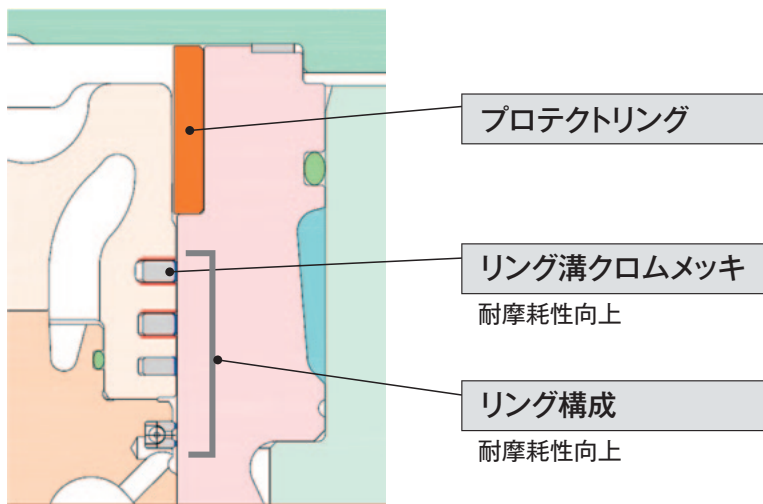 プロテクトリング
リング溝クロムメッキ
耐摩耗性向上
リング構成
耐摩耗性向上